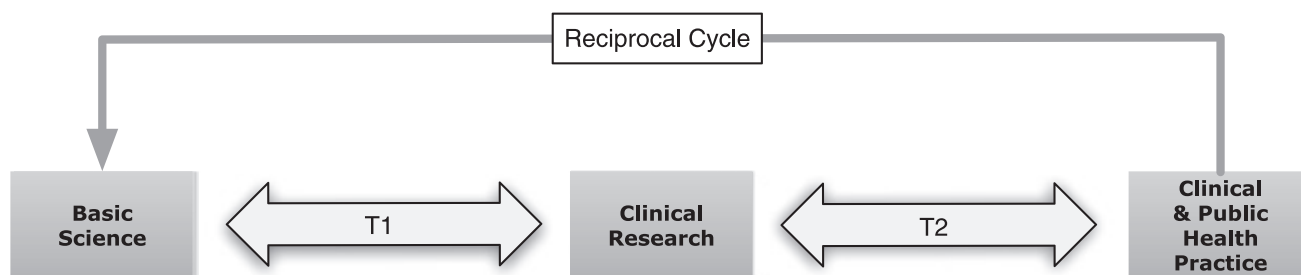 Reciprocal Cycle
Basic
Science
T1
Clinical
Research
T2
Clinical
& Public
Health
Practice